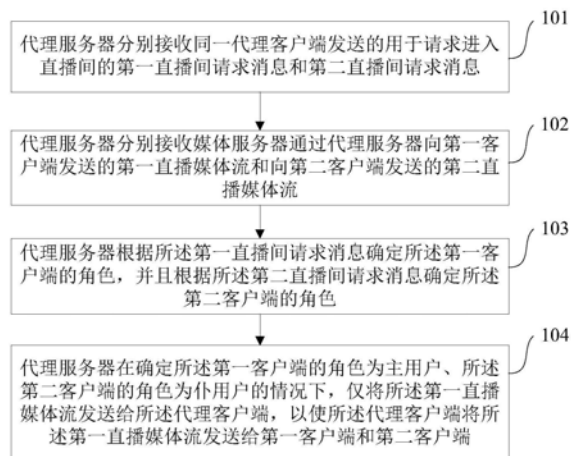 101
代理服务器分别接收同一代理客户端发送的用于请求进入
直播间的第一直播间请求消息和第二直播间请求消息
102
代理服务器分别接收媒体服务器通过代理服务器向第一客
户端发送的第一直播媒体流和向第二客户端发送的第二直
播媒体流
103
代理服务器根据所述第一直播间请求消息确定所述第一客
户端的角色，并且根据所述第二直播间请求消息确定所述
第二客户端的角色
104
代理服务器在确定所述第一客户端的角色为主用户、所述
第二客户端的角色为仆用户的情况下，仅将所述第一直播
媒体流发送给所述代理客户端，以使所述代理客户端将所
述第一直播媒体流发送给第一客户端和第二客户端